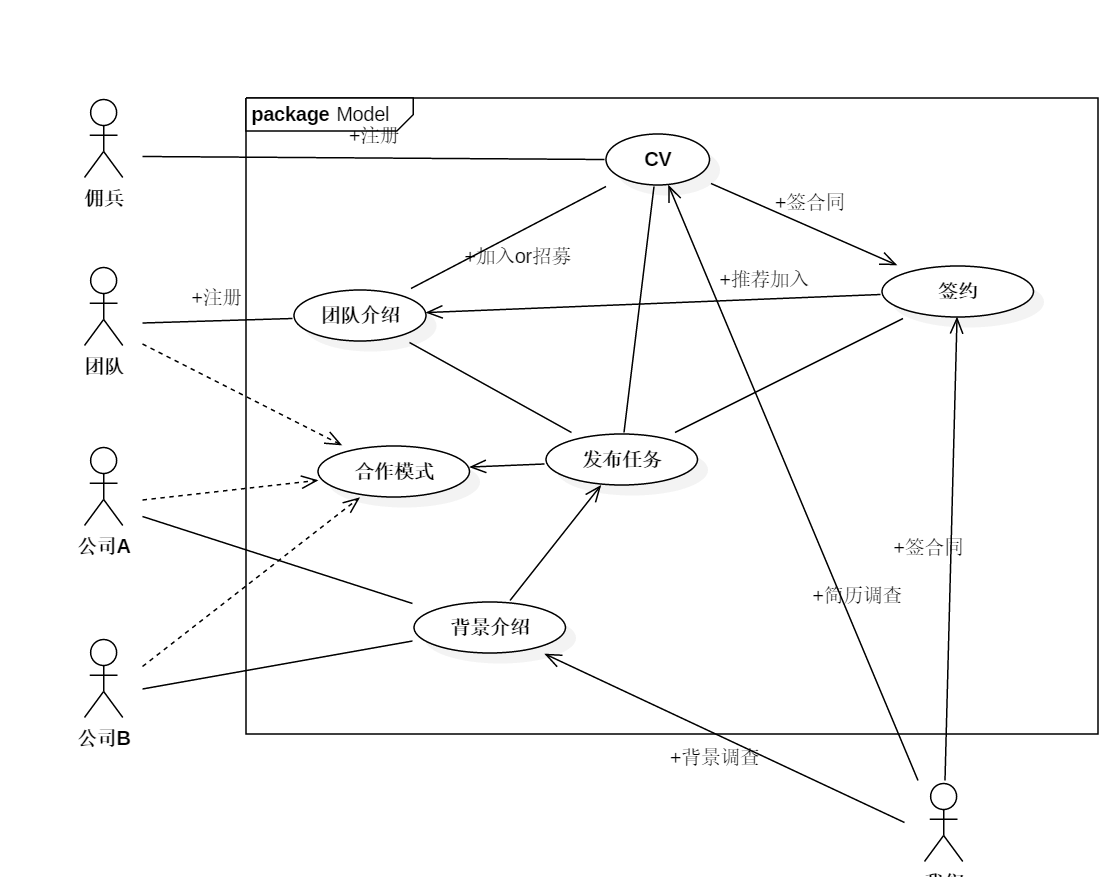 package Model
+注册
佣兵
CV
+签合同
+加入or招募
+推荐加入
+注册
签约
团队介绍
团队
发布任务
合作模式
公司A
+签合同
+简历调查
背景介绍
公司B
+背景调查